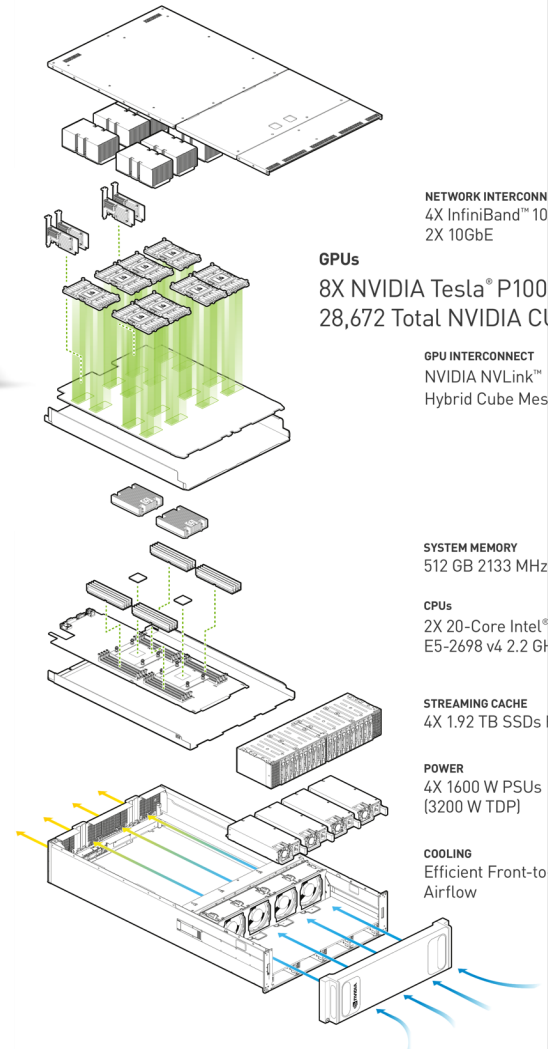 NETWORK INTERCONN
4X InfiniBand™ 10
2X 10GbE
GPUs
8X NVIDIA Tesla® P100
28,672 Total NVIDIA CU
GPU INTERCONNECT
NVIDIA NVLink™
Hybrid Cube Mes
SYSTEM MEMORY
512 GB 2133 MHz
CPUs
2X 20-Core Intel®
E5-2698 v4 2.2 GH
STREAMING CACHE
4X 1.92 TB SSDs
POWER
4X 1600 W PSUs
(3200 W TDP)
COOLING
Efficient Front-to
Airflow
NVIDIA